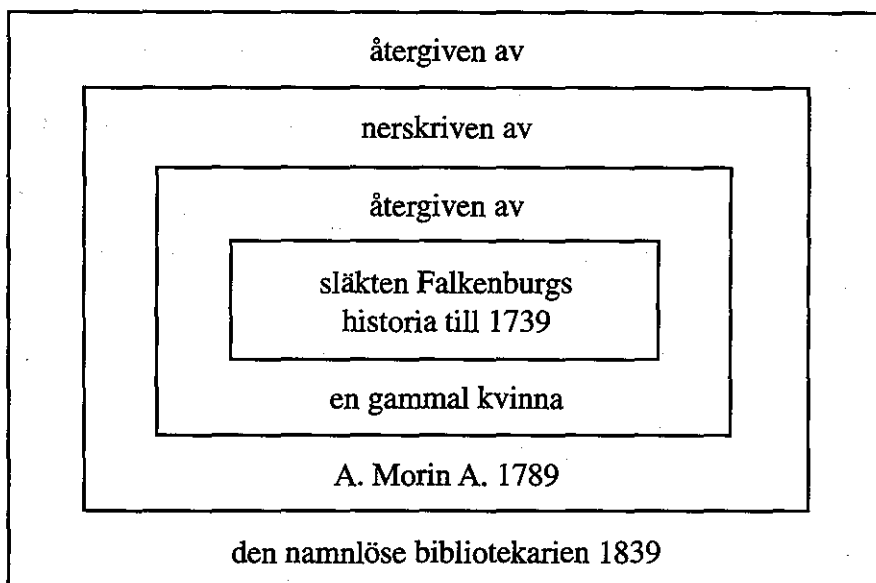 återgiven av
nerskriven av
återgiven av
släkten Falkenburgs
historia till 1739
en gammal kvinna
A. Morin A. 1789
den namnlöse bibliotekarien 1839